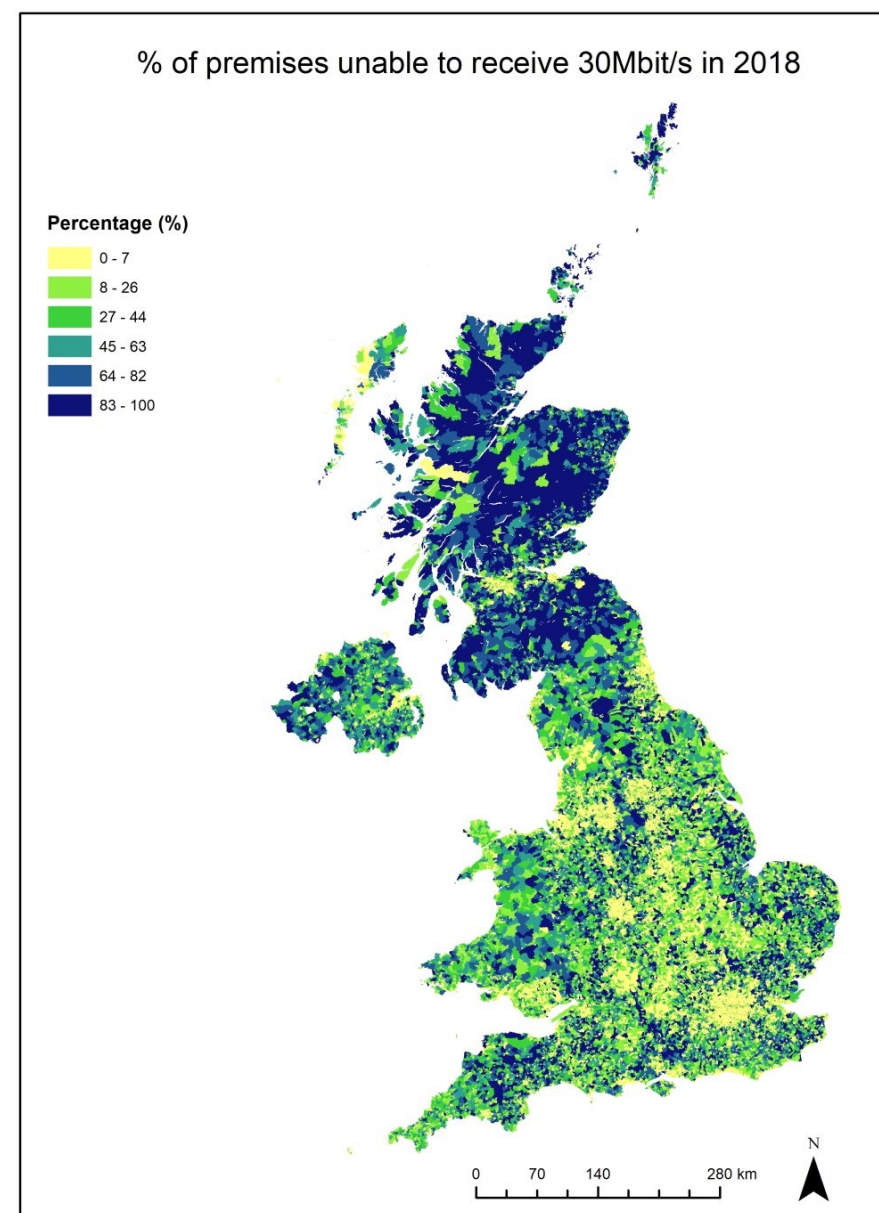 % of premises unable to receive 30Mbit/s in 2018
Percentage (%)
0 - 7
8 - 26
27 - 44
45 - 63
64 - 82
83 - 100
N
0 70 140 280 km